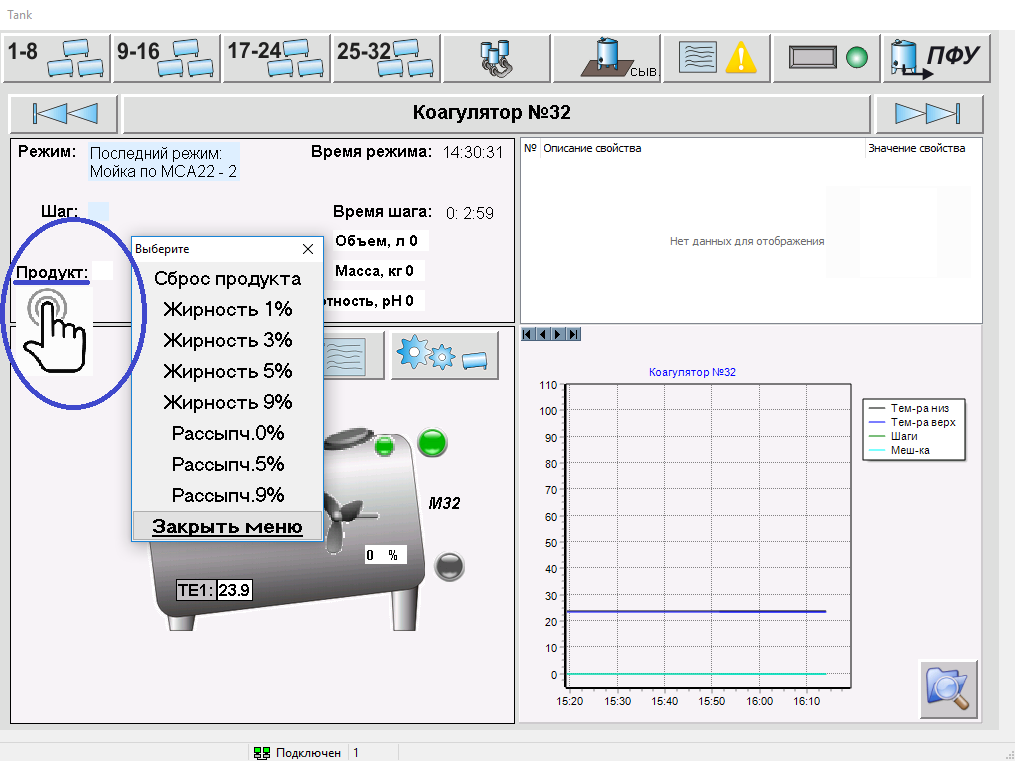 Tank
1-8
9-16
17-24
25-32
СЫВ.
ПФУ
Коагулятор №32
Режим:
Последний режим:
Мойка по МСА22 - 2
Время режима: 14:30:31
Шаг:
Время шага: 0: 2:59
Объем, л 0
Продукт:
Масса, кг 0
отность, рН 0
Выберите
Сброс продукта
Жирность 1%
Жирность 3%
Жирность 5%
Жирность 9%
Рассыпч.0%
Рассыпч.5%
Рассыпч.9%
Закрыть меню
М32
0 %
TE1: 23.9
№ Описание свойства
Значение свойства
Нет данных для отображения
Коагулятор №32
110
100
90
80
70
60
50
40
30
20
10
0
15:20 15:30 15:40 15:50 16:00 16:10
Тем-ра низ
Тем-ра верх
Шаги
Меш-ка
Подключен 1